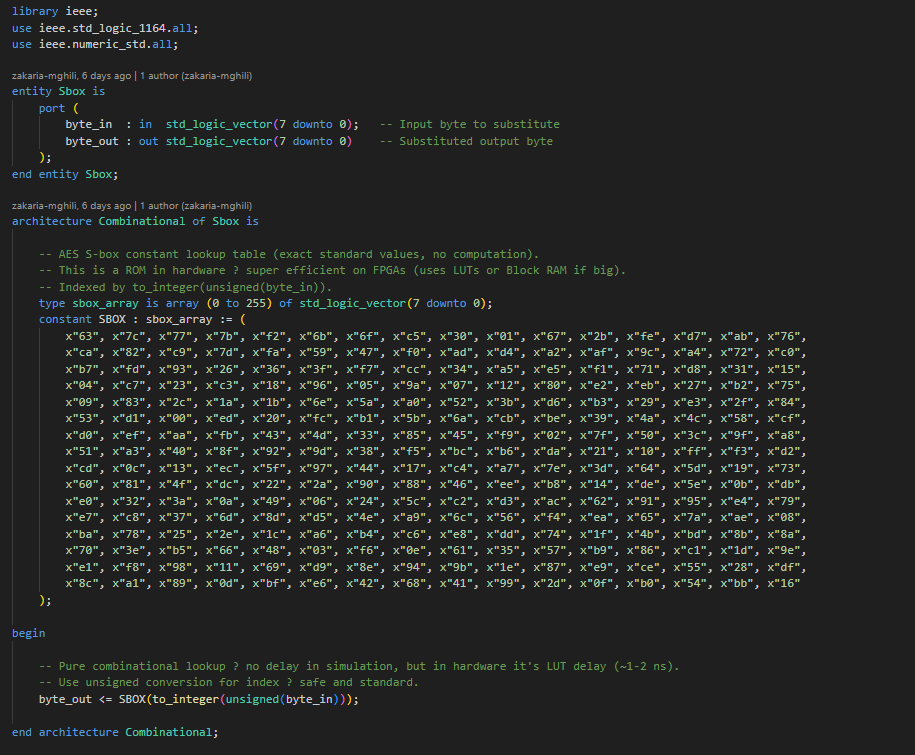 library ieee;
use ieee.std_logic_1164.all;
use ieee.numeric_std.all;
zakaria-mghili, 6 days ago | 1 author (zakaria-mghili)
entity Sbox is
port (
byte_in  : in  std_logic_vector(7 downto 0);   -- Input byte to substitute
byte_out : out std_logic_vector(7 downto 0)    -- Substituted output byte
);
end entity Sbox;
zakaria-mghili, 6 days ago | 1 author (zakaria-mghili)
architecture Combinational of Sbox is
-- AES S-box constant lookup table (exact standard values, no computation).
-- This is a ROM in hardware ? super efficient on FPGAs (uses LUTs or Block RAM if big).
-- Indexed by to_integer(unsigned(byte_in)).
type sbox_array is array (0 to 255) of std_logic_vector(7 downto 0);
constant SBOX : sbox_array := (
x"63", x"7c", x"77", x"7b", x"f2", x"6b", x"6f", x"c5", x"30", x"01", x"67", x"2b", x"fe", x"d7", x"ab", x"76",
x"ca", x"82", x"c9", x"7d", x"fa", x"59", x"47", x"f0", x"ad", x"d4", x"a2", x"af", x"9c", x"a4", x"72", x"c0",
x"b7", x"fd", x"93", x"26", x"36", x"3f", x"f7", x"cc", x"34", x"a5", x"e5", x"f1", x"71", x"d8", x"31", x"15",
x"04", x"c7", x"23", x"c3", x"18", x"96", x"05", x"9a", x"07", x"12", x"80", x"e2", x"eb", x"27", x"b2", x"75",
x"09", x"83", x"2c", x"1a", x"1b", x"6e", x"5a", x"a0", x"52", x"3b", x"d6", x"b3", x"29", x"e3", x"2f", x"84",
x"53", x"d1", x"00", x"ed", x"20", x"fc", x"b1", x"5b", x"6a", x"cb", x"be", x"39", x"4a", x"4c", x"58", x"cf",
x"d0", x"ef", x"aa", x"fb", x"43", x"4d", x"33", x"85", x"45", x"f9", x"02", x"7f", x"50", x"3c", x"9f", x"a8",
x"51", x"a3", x"40", x"8f", x"92", x"9d", x"38", x"f5", x"bc", x"b6", x"da", x"21", x"10", x"ff", x"f3", x"d2",
x"cd", x"0c", x"13", x"ec", x"5f", x"97", x"44", x"17", x"c4", x"a7", x"7e", x"3d", x"64", x"5d", x"19", x"73",
x"60", x"81", x"4f", x"dc", x"22", x"2a", x"90", x"88", x"46", x"ee", x"b8", x"14", x"de", x"5e", x"0b", x"db",
x"e0", x"32", x"3a", x"0a", x"49", x"06", x"24", x"5c", x"c2", x"d3", x"ac", x"62", x"91", x"95", x"e4", x"79",
x"e7", x"c8", x"37", x"6d", x"8d", x"d5", x"4e", x"a9", x"6c", x"56", x"f4", x"ea", x"65", x"7a", x"ae", x"08",
x"ba", x"78", x"25", x"2e", x"1c", x"a6", x"b4", x"c6", x"e8", x"dd", x"74", x"1f", x"4b", x"bd", x"8b", x"8a",
x"70", x"3e", x"b5", x"66", x"48", x"03", x"f6", x"0e", x"61", x"35", x"57", x"b9", x"86", x"c1", x"1d", x"9e",
x"e1", x"f8", x"98", x"11", x"69", x"d9", x"8e", x"94", x"9b", x"1e", x"87", x"e9", x"ce", x"55", x"28", x"df",
x"8c", x"a1", x"89", x"0d", x"bf", x"e6", x"42", x"68", x"41", x"99", x"2d", x"0f", x"b0", x"54", x"bb", x"16"
);
begin
-- Pure combinational lookup ? no delay in simulation, but in hardware it's LUT delay (~1-2 ns).
-- Use unsigned conversion for index ? safe and standard.
byte_out <= SBOX(to_integer(unsigned(byte_in)));
end architecture Combinational;